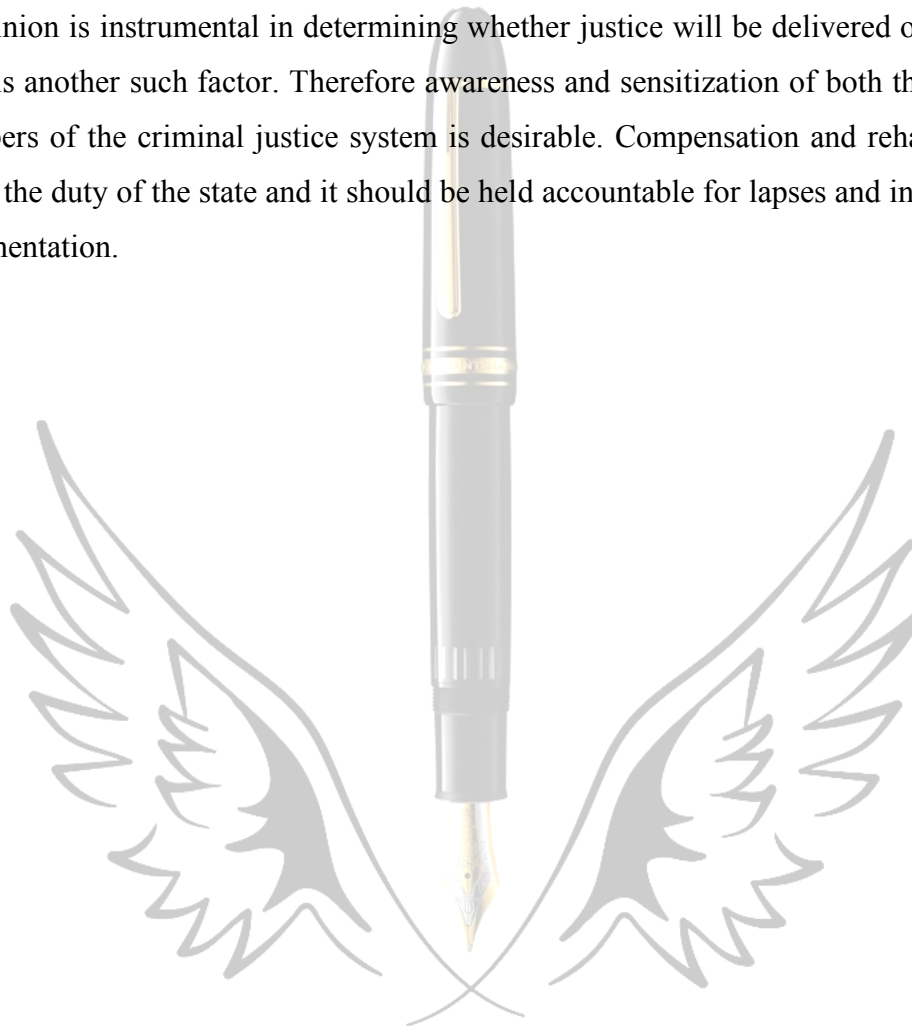 nion is instrumental in determining whether justice will be delivered o
s another such factor. Therefore awareness and sensitization of both th
ers of the criminal justice system is desirable. Compensation and reha
the duty of the state and it should be held accountable for lapses and in
entation.